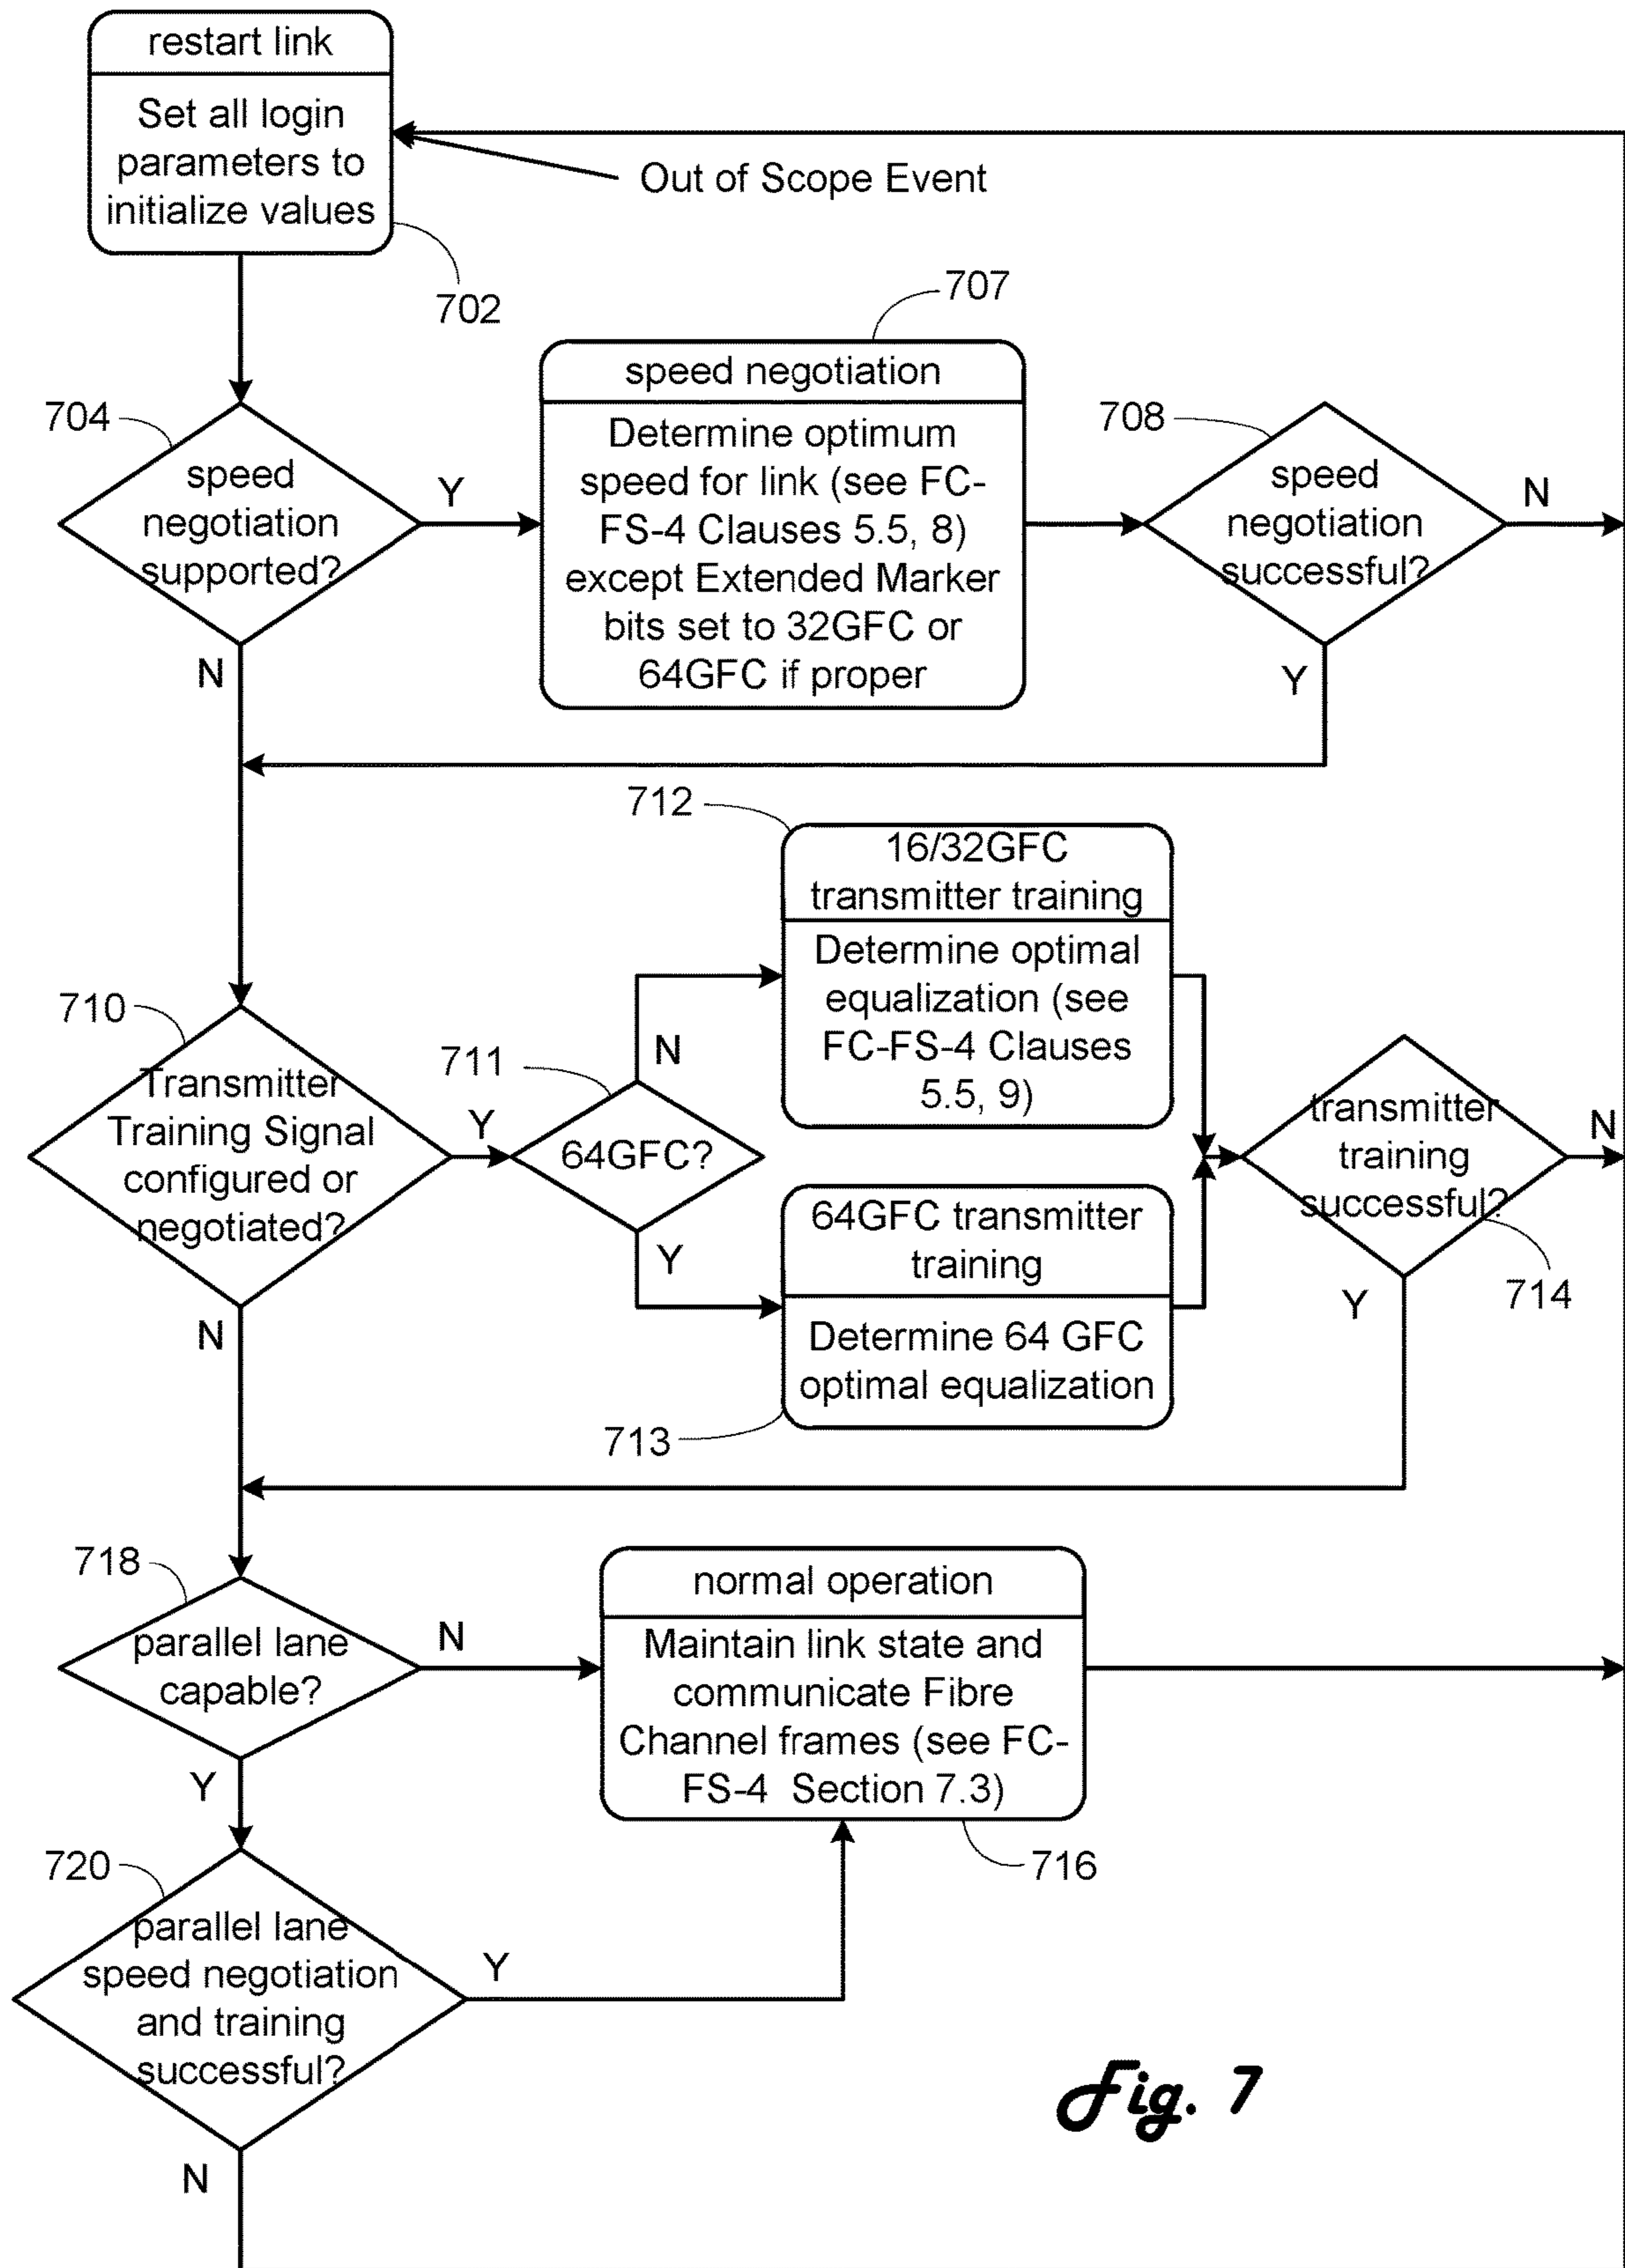 restart link
Set all login
parameters to
initialize values
Out of Scope Event
702
707
speed negotiation
Determine optimum
speed for link (see FC-
FS-4 Clauses 5.5, 8)
except Extended Marker
bits set to 32GFC or
64GFC if proper
704
speed
negotiation
supported?
Y
N
708
speed
negotiation
successful?
N
Y
712
16/32GFC
transmitter training
Determine optimal
equalization (see
FC-FS-4 Clauses
5.5, 9)
710
Transmitter
Training Signal
configured or
negotiated?
Y
N
711
64GFC?
N
Y
64GFC transmitter
training
Determine 64 GFC
optimal equalization
713
transmitter
training
successful?
N
Y
714
718
parallel lane
capable?
N
Y
normal operation
Maintain link state and
communicate Fibre
Channel frames (see FC-
FS-4 Section 7.3)
716
720
parallel lane
speed negotiation
and training
successful?
Y
N
Fig. 7